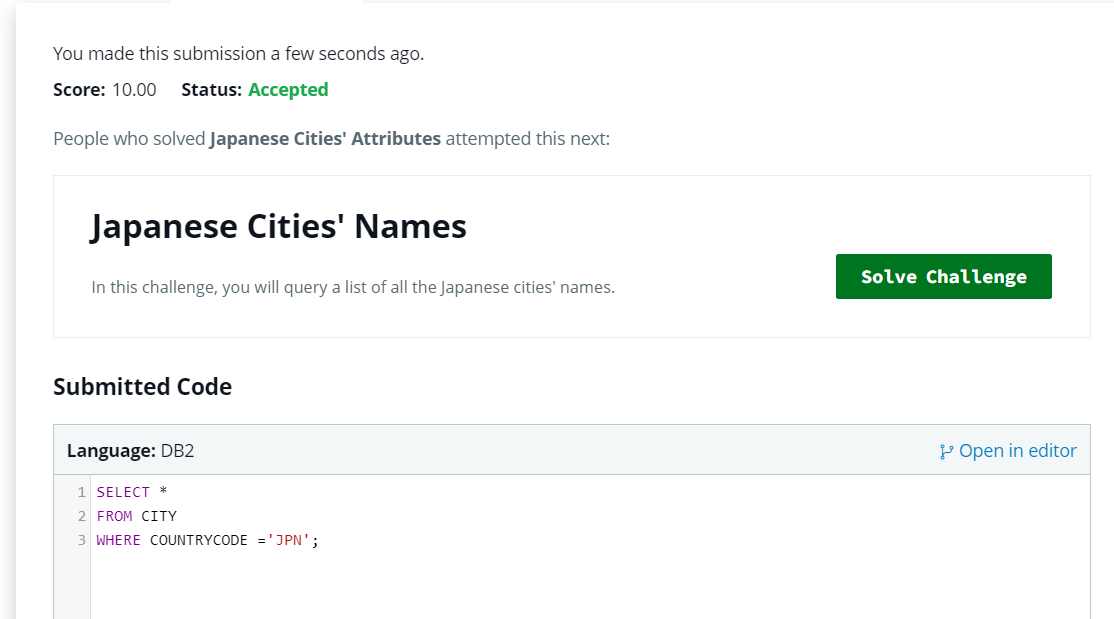 You made this submission a few seconds ago.
Score: 10.00 Status: Accepted
People who solved Japanese Cities' Attributes attempted this next:
Japanese Cities' Names
In this challenge, you will query a list of all the Japanese cities' names.
Solve Challenge
Submitted Code
Language: DB2
Open in editor
1 SELECT *
2 FROM CITY
3 WHERE COUNTRYCODE ='JPN';